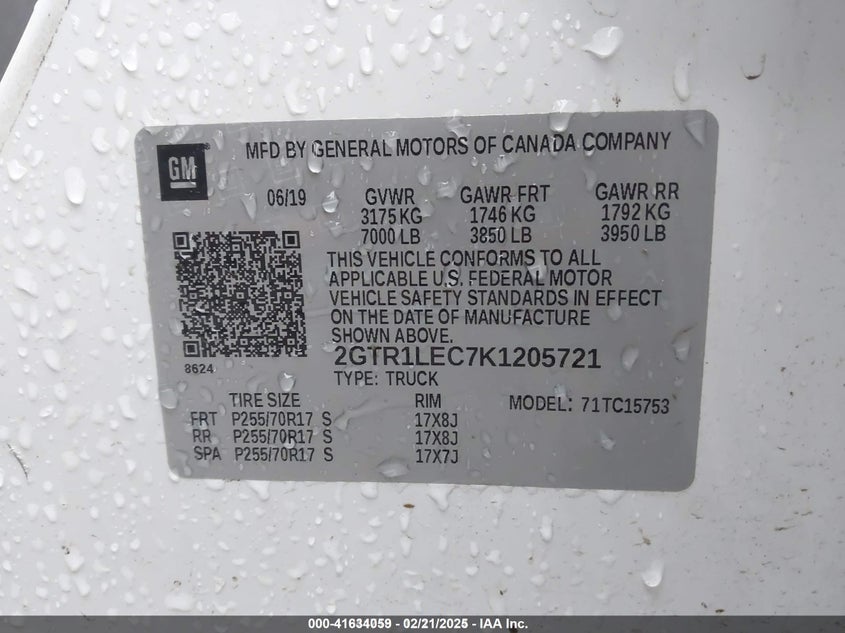 GM
MFD BY GENERAL MOTORS OF CANADA COMPANY
06/19 GVWR GAWR FRT GAWR RR
3175 KG 1746 KG 1792 KG
7000 LB 3850 LB 3950 LB
THIS VEHICLE CONFORMS TO ALL
APPLICABLE U.S. FEDERAL MOTOR
VEHICLE SAFETY STANDARDS IN EFFECT
ON THE DATE OF MANUFACTURE
SHOWN ABOVE.
8624 2GTR1LEC7K1205721
TYPE: TRUCK
TIRE SIZE RIM MODEL: 71TC15753
FRT P255/70R17 S 17X8J
RR P255/70R17 S 17X8J
SPA P255/70R17 S 17X7J
000-41634059 - 02/21/2025 - IAA Inc.